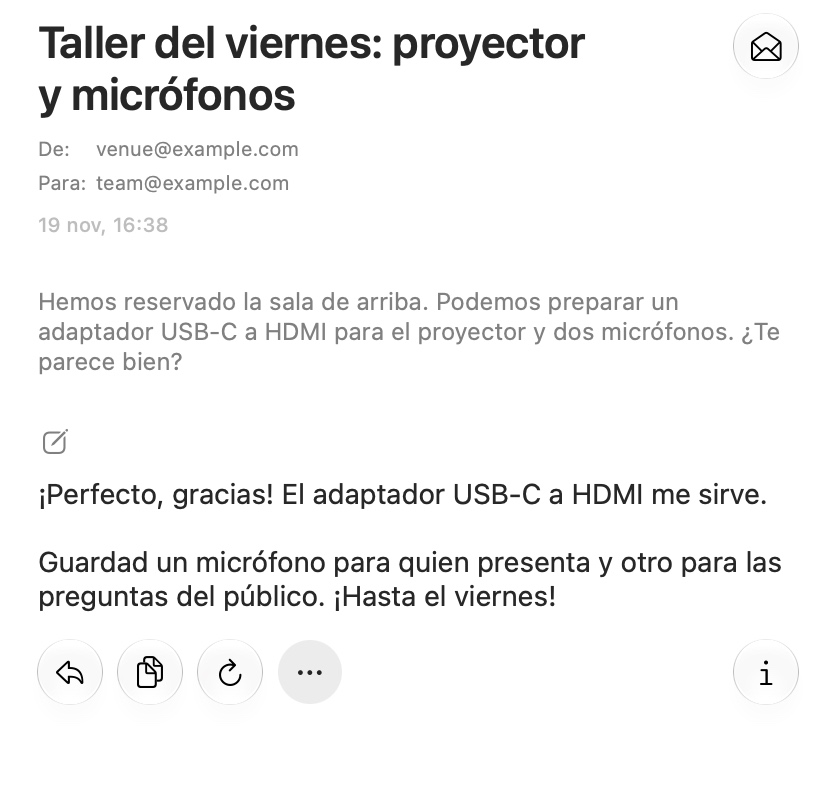 Taller del viernes: proyector
y micrófonos
De: venue@example.com
Para: team@example.com
19 nov, 16:38
Hemos reservado la sala de arriba. Podemos preparar un
adaptador USB-C a HDMI para el proyector y dos micrófonos. ¿Te
parece bien?
¡Perfecto, gracias! El adaptador USB-C a HDMI me sirve.
Guardad un micrófono para quien presenta y otro para las
preguntas del público. ¡Hasta el viernes!